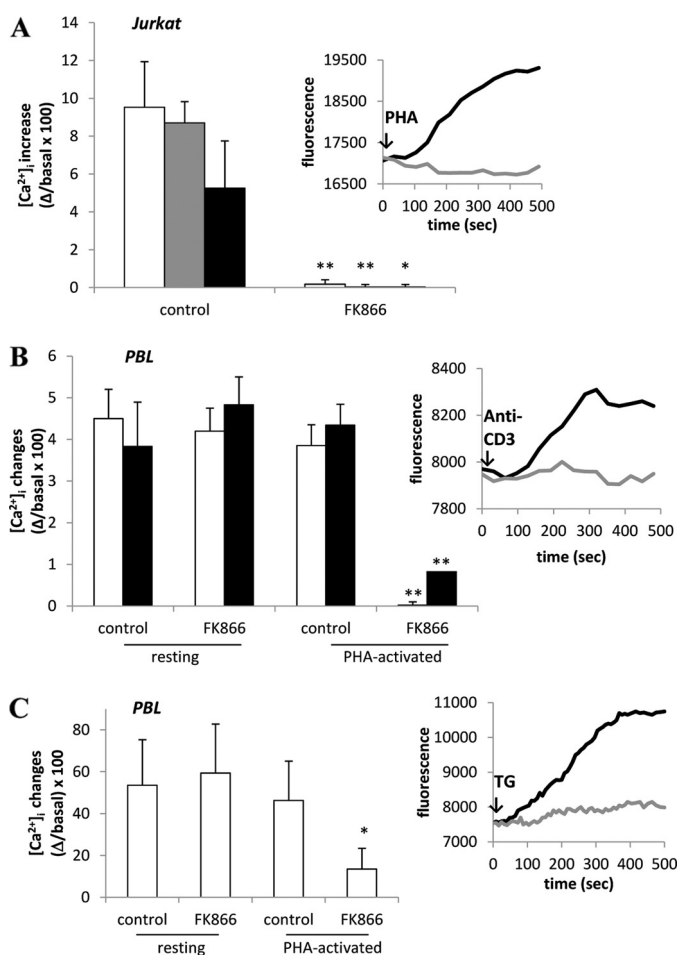 A
Jurkat
[Ca²⁺]ᵢ increase
(Δ/basal x 100)
14
12
10
8
6
4
2
0
** ** *
control FK866
fluorescence
19500
18500
17500
16500
PHA
0 100 200 300 400 500
time (sec)
B
PBL
[Ca²⁺]ᵢ changes
(Δ/basal x 100)
6
5
4
3
2
1
0
**
**
control FK866 control FK866
resting PHA-activated
fluorescence
8400
8200
8000
7800
Anti-
CD3
0 100 200 300 400 500
time (sec)
C
PBL
[Ca²⁺]ᵢ changes
(Δ/basal) x 100
80
60
40
20
0
*
control FK866 control FK866
resting PHA-activated
fluorescence
11000
10000
9000
8000
7000
TG
0 100 200 300 400 500
time (sec)